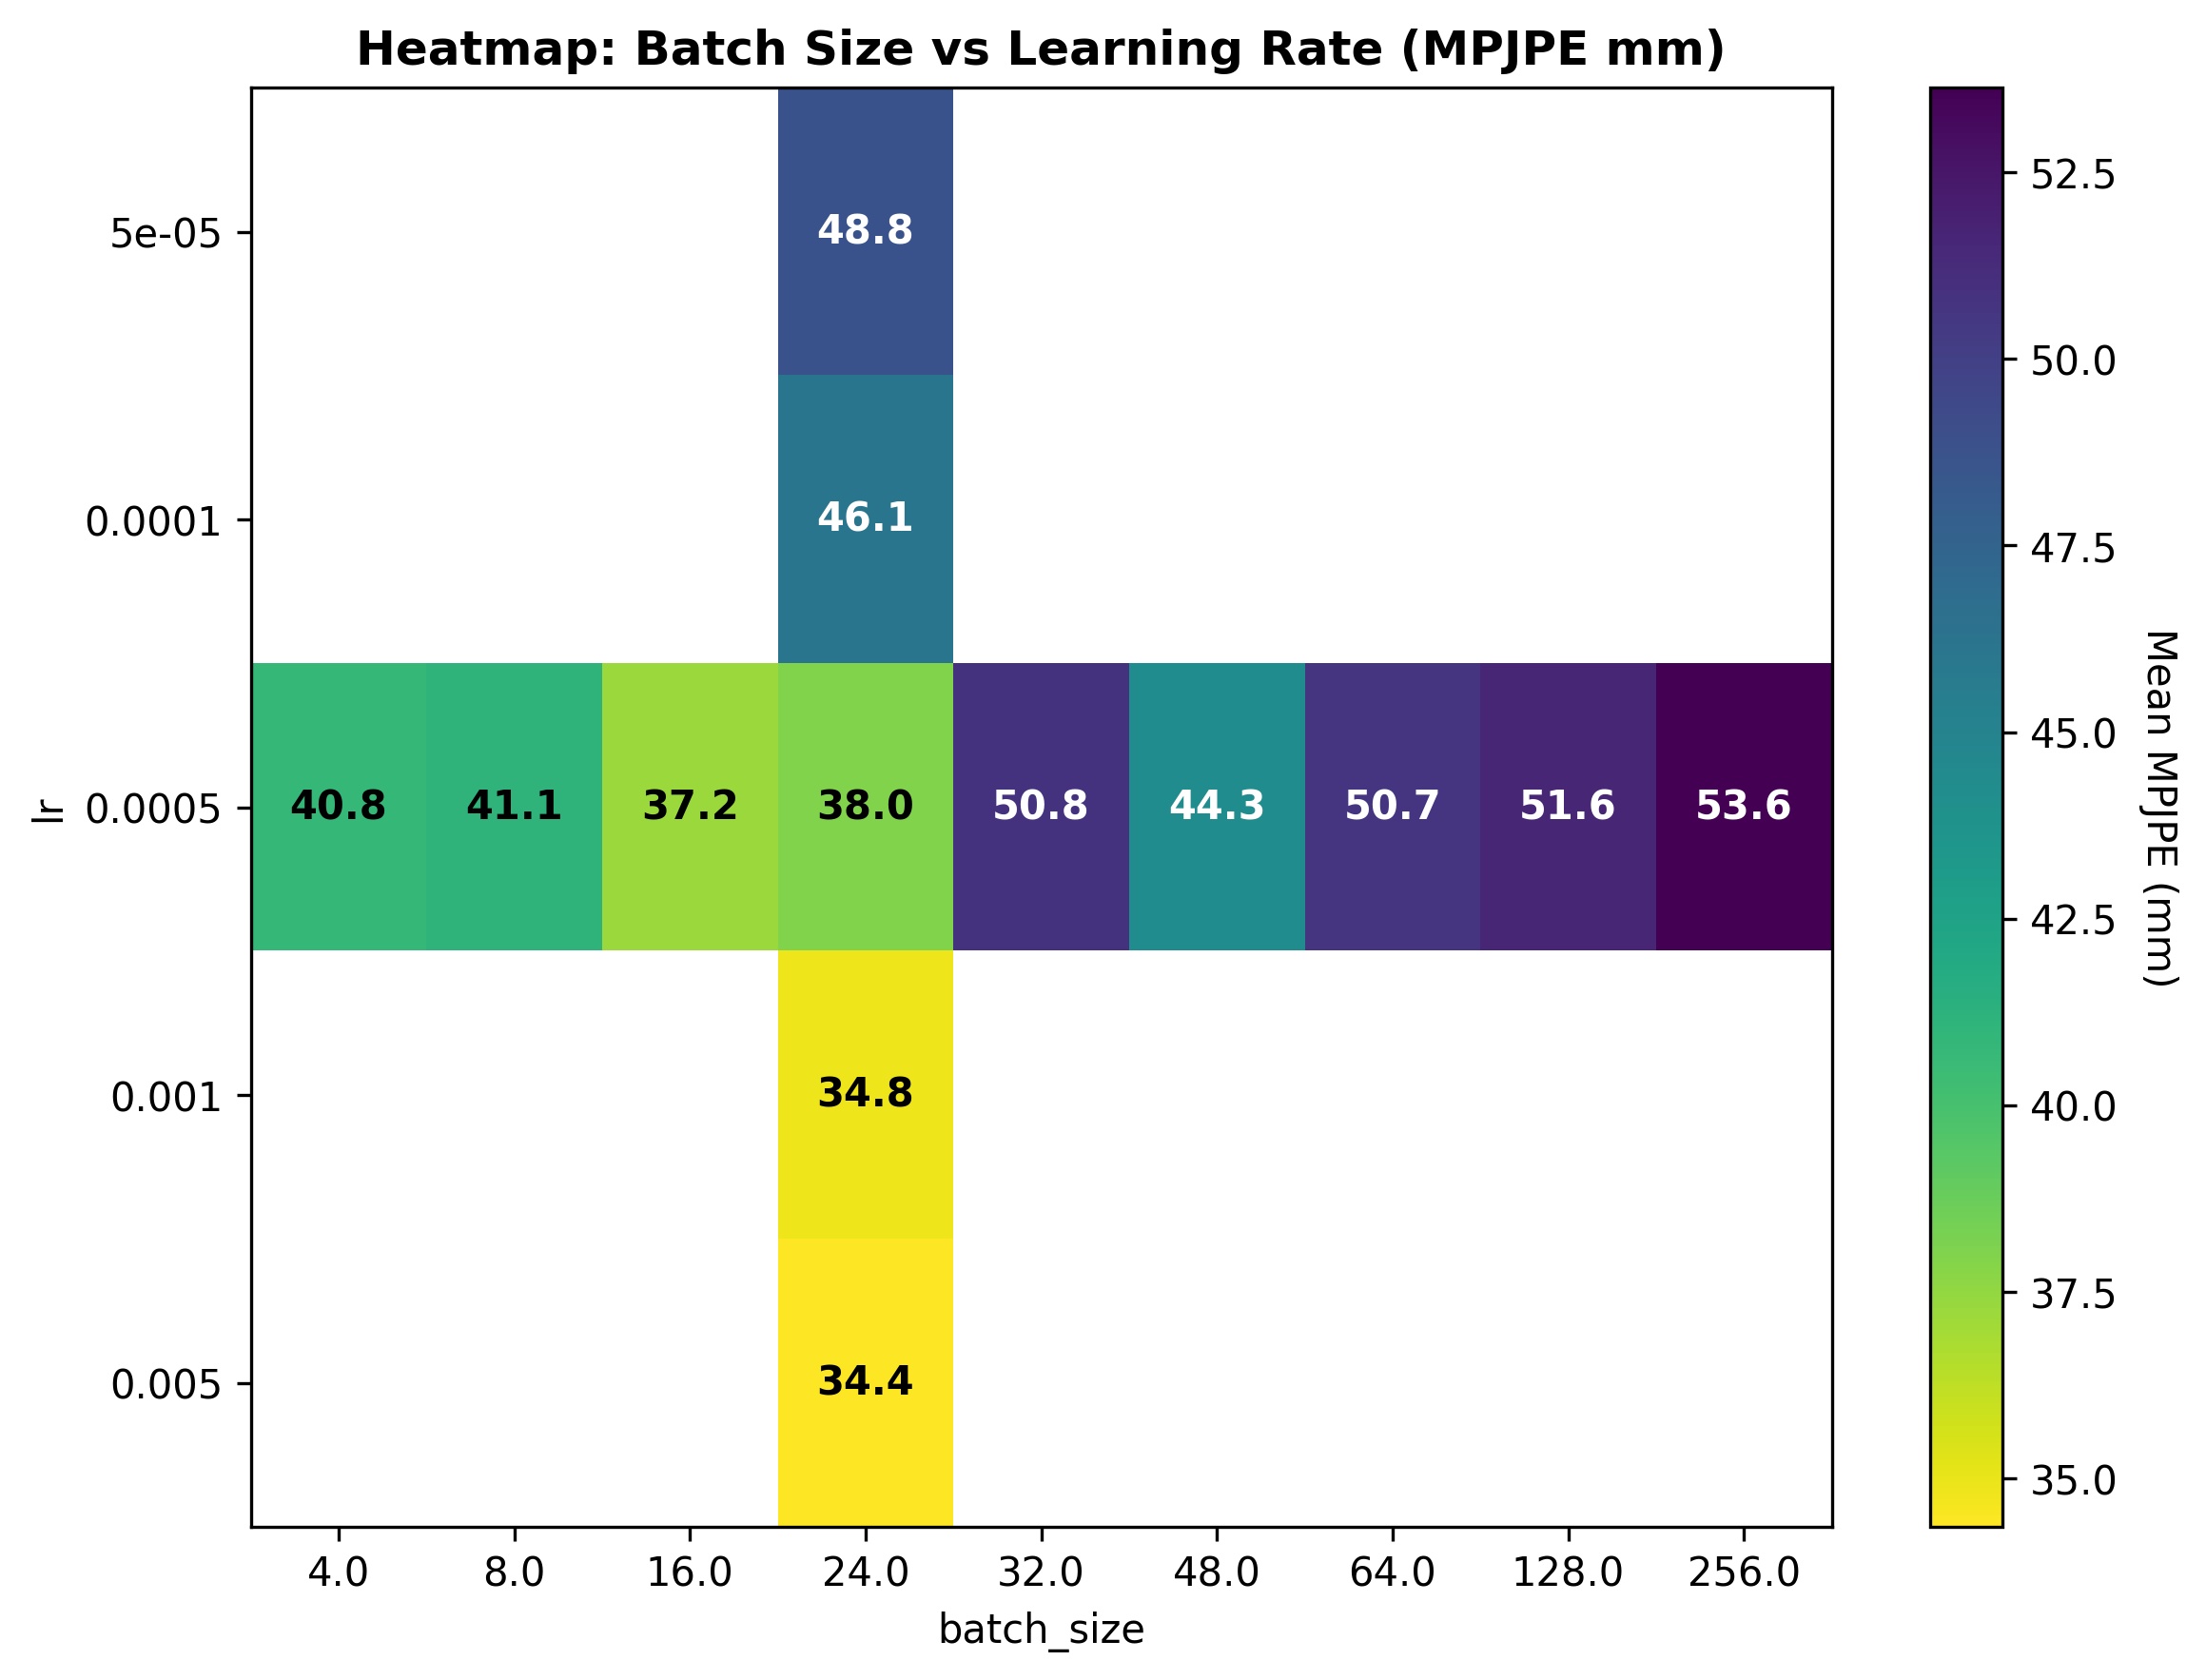 Heatmap: Batch Size vs Learning Rate (MPJPE mm)
5e-05
0.0001
lr
0.0005
0.001
0.005
48.8
46.1
40.8 41.1 37.2 38.0 50.8 44.3 50.7 51.6 53.6
34.8
34.4
4.0 8.0 16.0 24.0 32.0 48.0 64.0 128.0 256.0
batch_size
52.5
50.0
47.5
45.0
42.5
40.0
37.5
35.0
Mean MPJPE (mm)